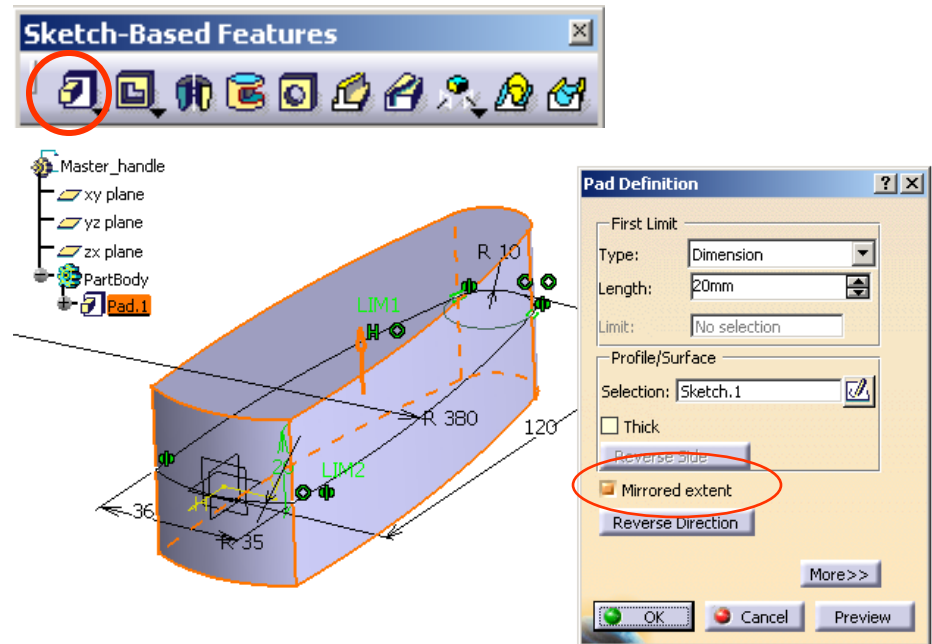 Sketch-Based Features
Master_handle
xy plane
yz plane
zx plane
PartBody
Pad.1
R 10
LIM1
H
R 380
120
LIM2
H
36
R 35
Pad Definition
First Limit
Type: Dimension
Length: 20mm
Limit: No selection
Profile/Surface
Selection: Sketch.1
Thick
Reverse Side
Mirrored extent
Reverse Direction
More>>
OK Cancel Preview